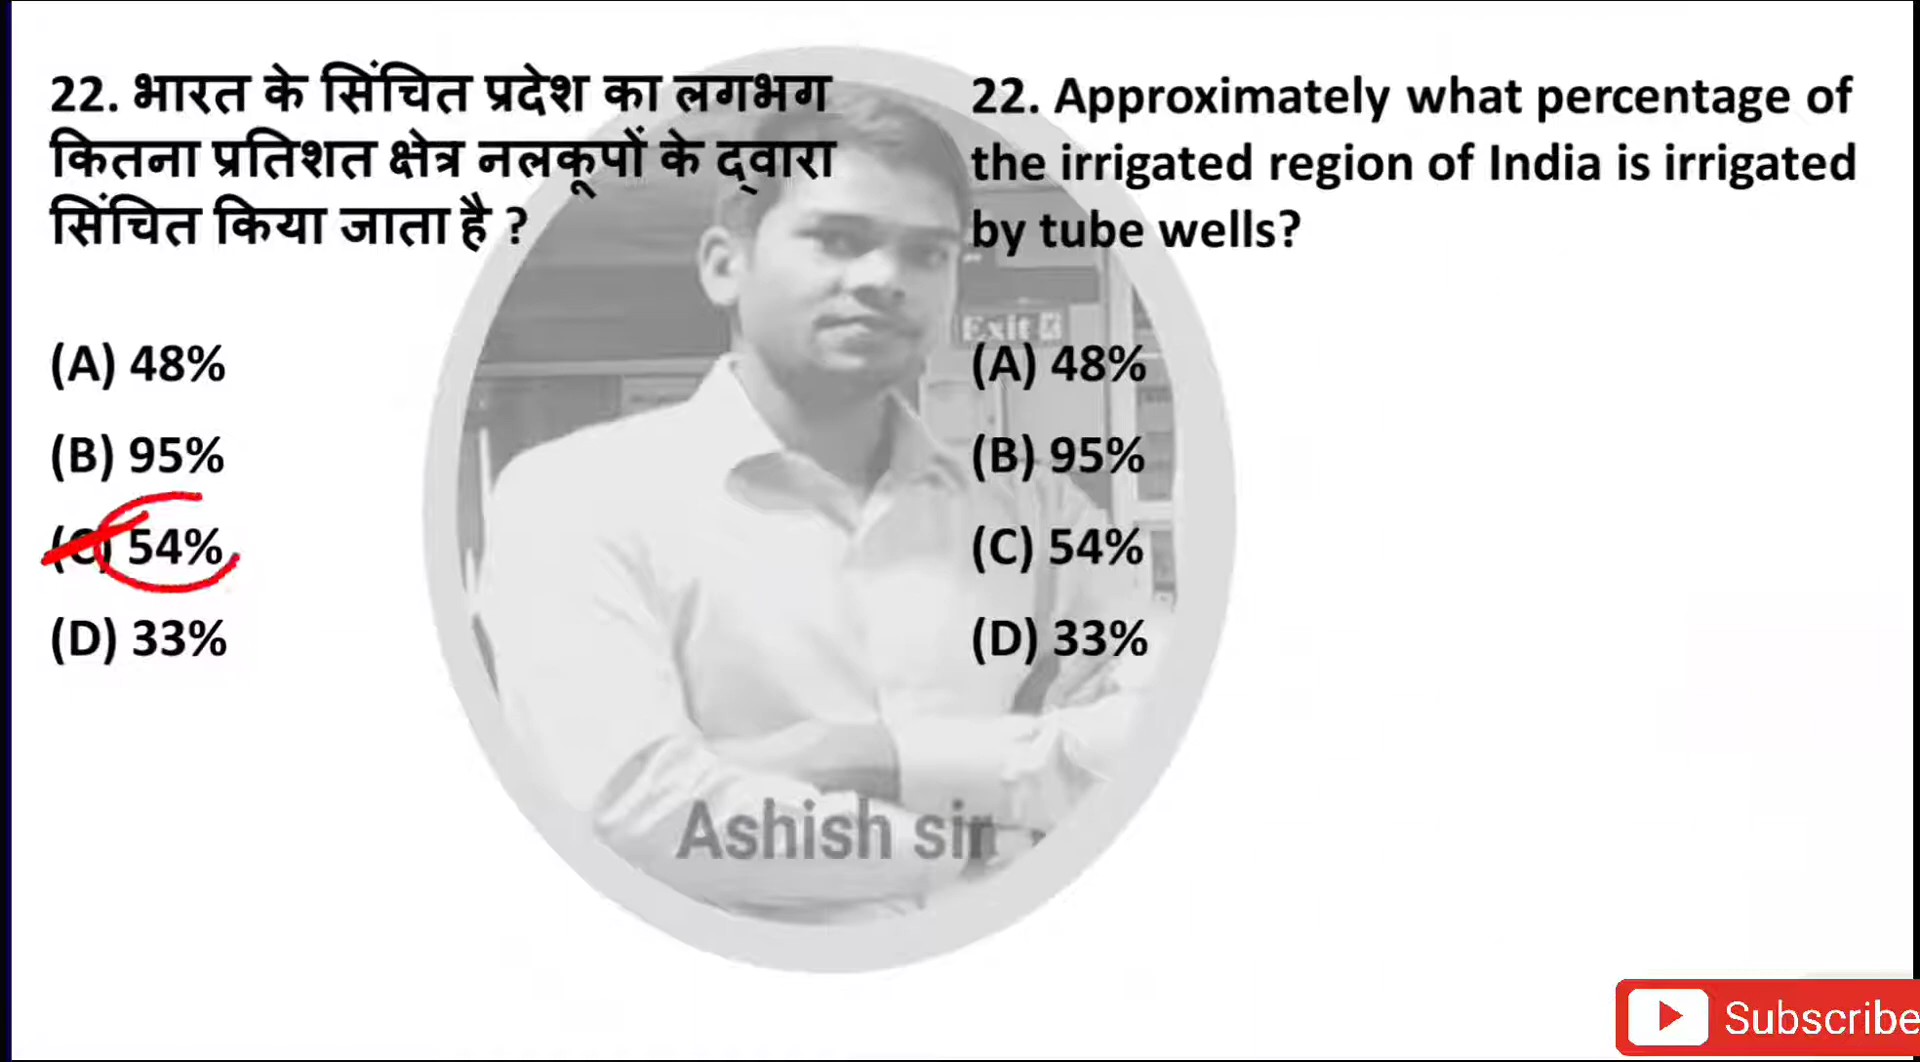 22. भारत के सिंचित प्रदेश का लगभग
कितना प्रतिशत क्षेत्र नलकूपों के द्वारा
सिंचित किया जाता है ?
(A) 48%
(B) 95%
(C) 54%
(D) 33%
22. Approximately what percentage of
the irrigated region of India is irrigated
by tube wells?
(A) 48%
(B) 95%
(C) 54%
(D) 33%
Exit
Ashish sir
Subscribe